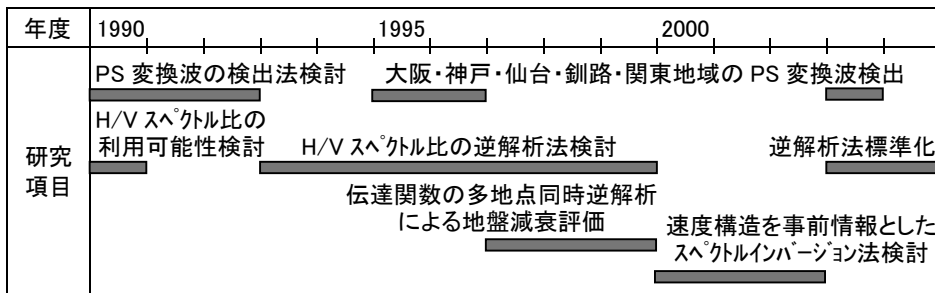 年度 1990 1995 2000
研究
項目
PS 変換波の検出法検討 大阪・神戸・仙台・釧路・関東地域の PS 変換波検出
H/V スペクトル比の
利用可能性検討 H/V スペクトル比の逆解析法検討 逆解析法標準化
伝達関数の多地点同時逆解析
による地盤減衰評価
速度構造を事前情報とした
スペクトルインバージョン法検討